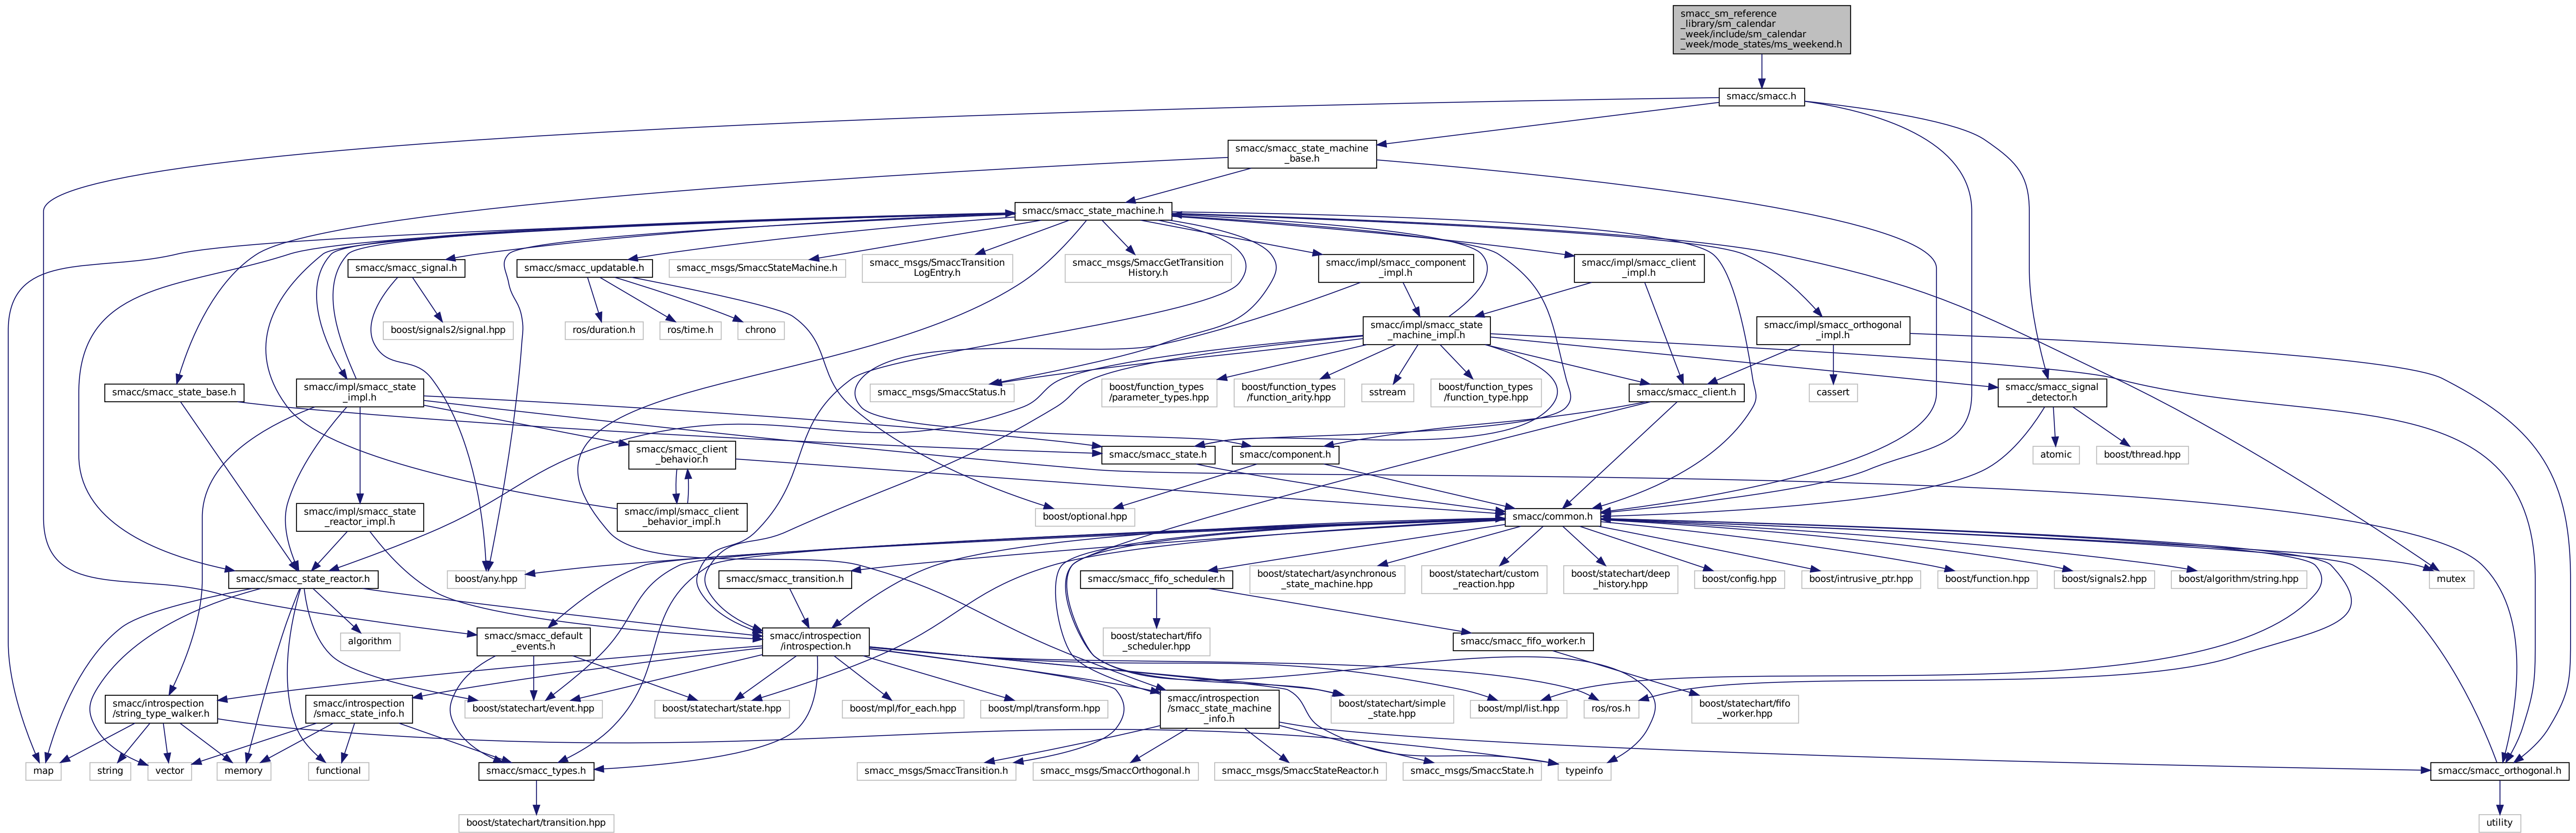 smacc_sm_reference
_library/sm_calendar
_week/include/sm_calendar
_week/mode_states/ms_weekend.h
smacc/smacc.h
smacc/smacc_state_machine
_base.h
smacc/smacc_state_machine.h
smacc/smacc_signal.h
smacc/smacc_updatable.h
smacc_msgs/SmaccStateMachine.h
smacc_msgs/SmaccTransition
LogEntry.h
smacc_msgs/SmaccGetTransition
History.h
smacc/impl/smacc_component
_impl.h
smacc/impl/smacc_client
_impl.h
boost/signals2/signal.hpp
ros/duration.h
ros/time.h
chrono
smacc/impl/smacc_state
_machine_impl.h
smacc/impl/smacc_orthogonal
_impl.h
smacc/smacc_state_base.h
smacc/impl/smacc_state
_impl.h
smacc_msgs/SmaccStatus.h
boost/function_types
/parameter_types.hpp
boost/function_types
/function_arity.hpp
sstream
boost/function_types
/function_type.hpp
smacc/smacc_client.h
cassert
smacc/smacc_signal
_detector.h
smacc/smacc_client
_behavior.h
smacc/smacc_state.h
smacc/component.h
atomic
boost/thread.hpp
smacc/impl/smacc_state
_reactor_impl.h
smacc/impl/smacc_client
_behavior_impl.h
boost/optional.hpp
smacc/common.h
smacc/smacc_state_reactor.h
boost/any.hpp
smacc/smacc_transition.h
smacc/smacc_fifo_scheduler.h
boost/statechart/asynchronous
_state_machine.hpp
boost/statechart/custom
_reaction.hpp
boost/statechart/deep
_history.hpp
boost/config.hpp
boost/intrusive_ptr.hpp
boost/function.hpp
boost/signals2.hpp
boost/algorithm/string.hpp
mutex
algorithm
smacc/smacc_default
_events.h
smacc/introspection
/introspection.h
boost/statechart/fifo
_scheduler.hpp
smacc/smacc_fifo_worker.h
smacc/introspection
/string_type_walker.h
smacc/introspection
/smacc_state_info.h
boost/statechart/event.hpp
boost/statechart/state.hpp
boost/mpl/for_each.hpp
boost/mpl/transform.hpp
smacc/introspection
/smacc_state_machine
_info.h
boost/statechart/simple
_state.hpp
boost/mpl/list.hpp
ros/ros.h
boost/statechart/fifo
_worker.hpp
map
string
vector
memory
functional
smacc/smacc_types.h
smacc_msgs/SmaccTransition.h
smacc_msgs/SmaccOrthogonal.h
smacc_msgs/SmaccStateReactor.h
smacc_msgs/SmaccState.h
typeinfo
smacc/smacc_orthogonal.h
boost/statechart/transition.hpp
utility